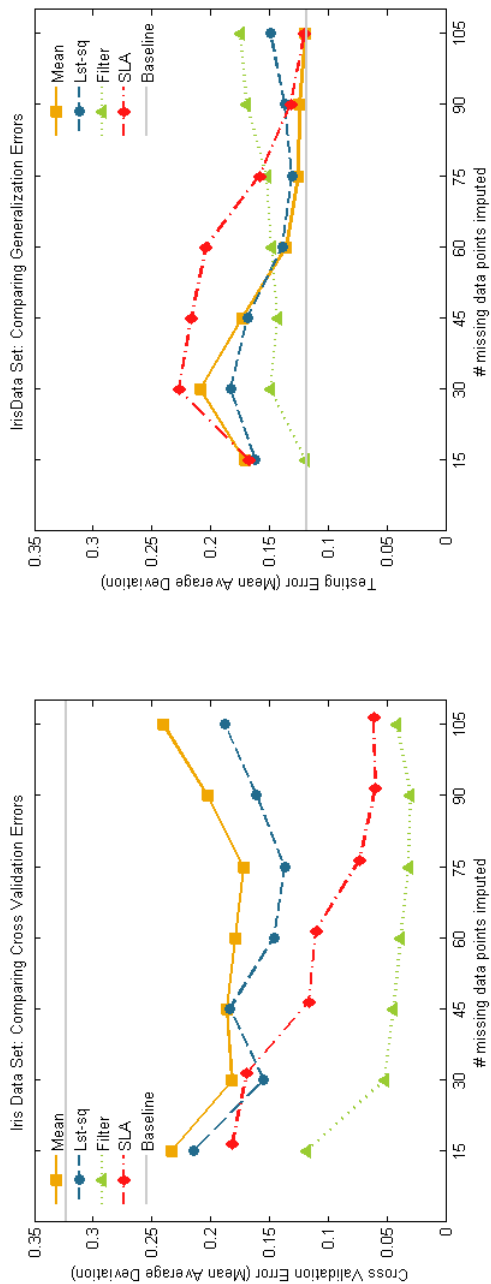 Iris Data Set: Comparing Cross Validation Errors
Cross Validation Error (Mean Average Deviation)
0.35
0.3
0.25
0.2
0.15
0.1
0.05
0
15
30
45
60
75
90
105
# missing data points imputed
Mean
Lst-sq
Filter
SLA
Baseline
IrisData Set: Comparing Generalization Errors
Testing Error (Mean Average Deviation)
0.35
0.3
0.25
0.2
0.15
0.1
0.05
0
15
30
45
60
75
90
105
# missing data points imputed
Mean
Lst-sq
Filter
SLA
Baseline